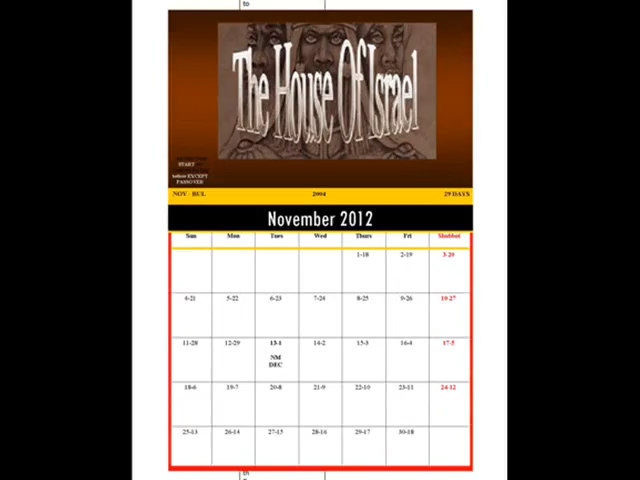 to
The House Of Israel
START
EXCEPT
PASSOVER
NOV - BUL 2004 29 DAYS
November 2012
Sun Mon Tues Wed Thurs Fri Shabbat
1-18 2-19 3-20
4-21 5-22 6-23 7-24 8-25 9-26 10-27
11-28 12-29 13-1 14-2 15-3 16-4 17-5
NM
DEC
18-6 19-7 20-8 21-9 22-10 23-11 24-12
25-13 26-14 27-15 28-16 29-17 30-18
th